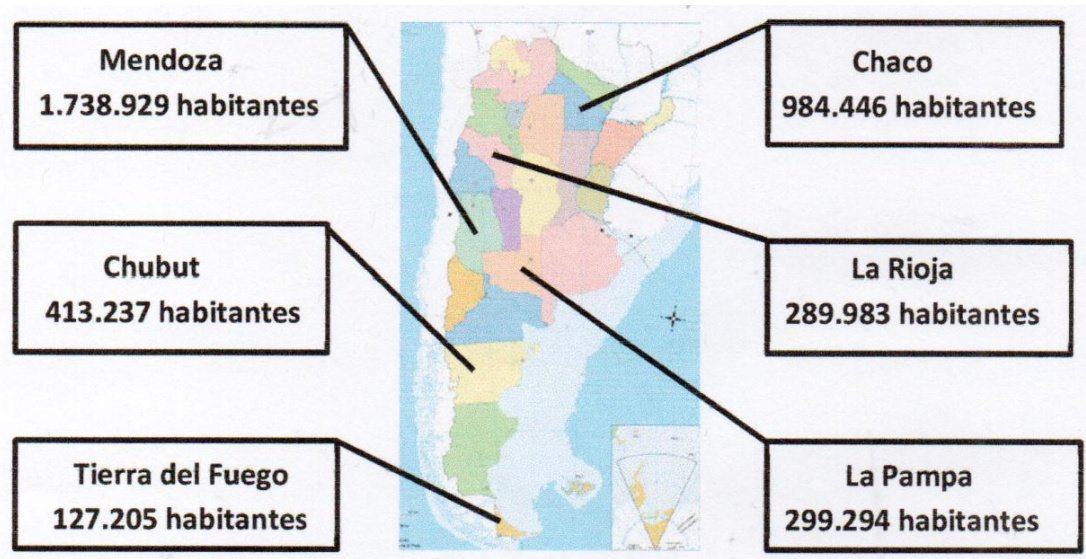 Mendoza
1.738.929 habitantes
Chaco
984.446 habitantes
Chubut
413.237 habitantes
La Rioja
289.983 habitantes
Tierra del Fuego
127.205 habitantes
La Pampa
299.294 habitantes